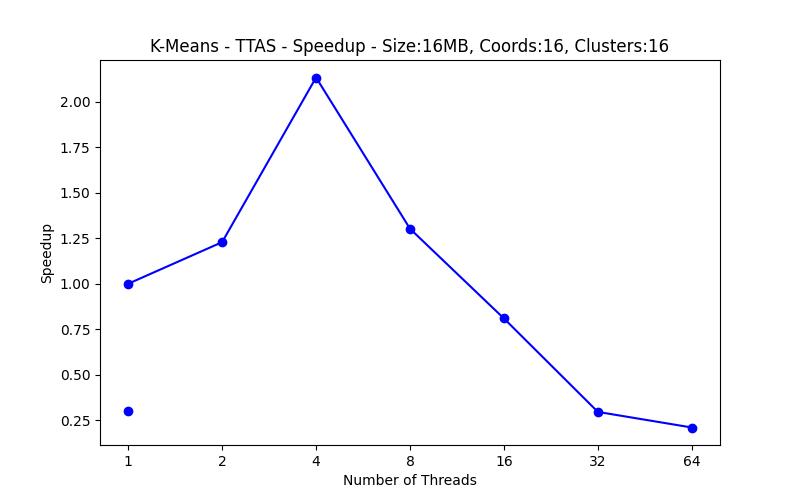 K-Means - TTAS - Speedup - Size:16MB, Coords:16, Clusters:16
Speedup
2.00
1.75
1.50
1.25
1.00
0.75
0.50
0.25
1 2 4 8 16 32 64
Number of Threads